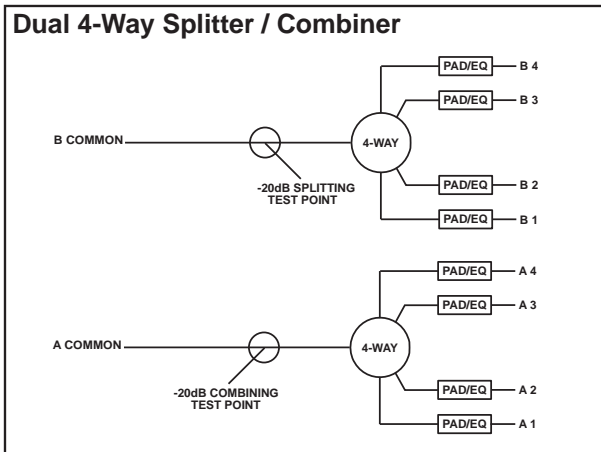 Dual 4-Way Splitter / Combiner
PAD/EQ B 4
PAD/EQ B 3
B COMMON 4-WAY
-20dB SPLITTING
TEST POINT
PAD/EQ B 2
PAD/EQ B 1
PAD/EQ A 4
PAD/EQ A 3
A COMMON 4-WAY
-20dB COMBINING
TEST POINT
PAD/EQ A 2
PAD/EQ A 1